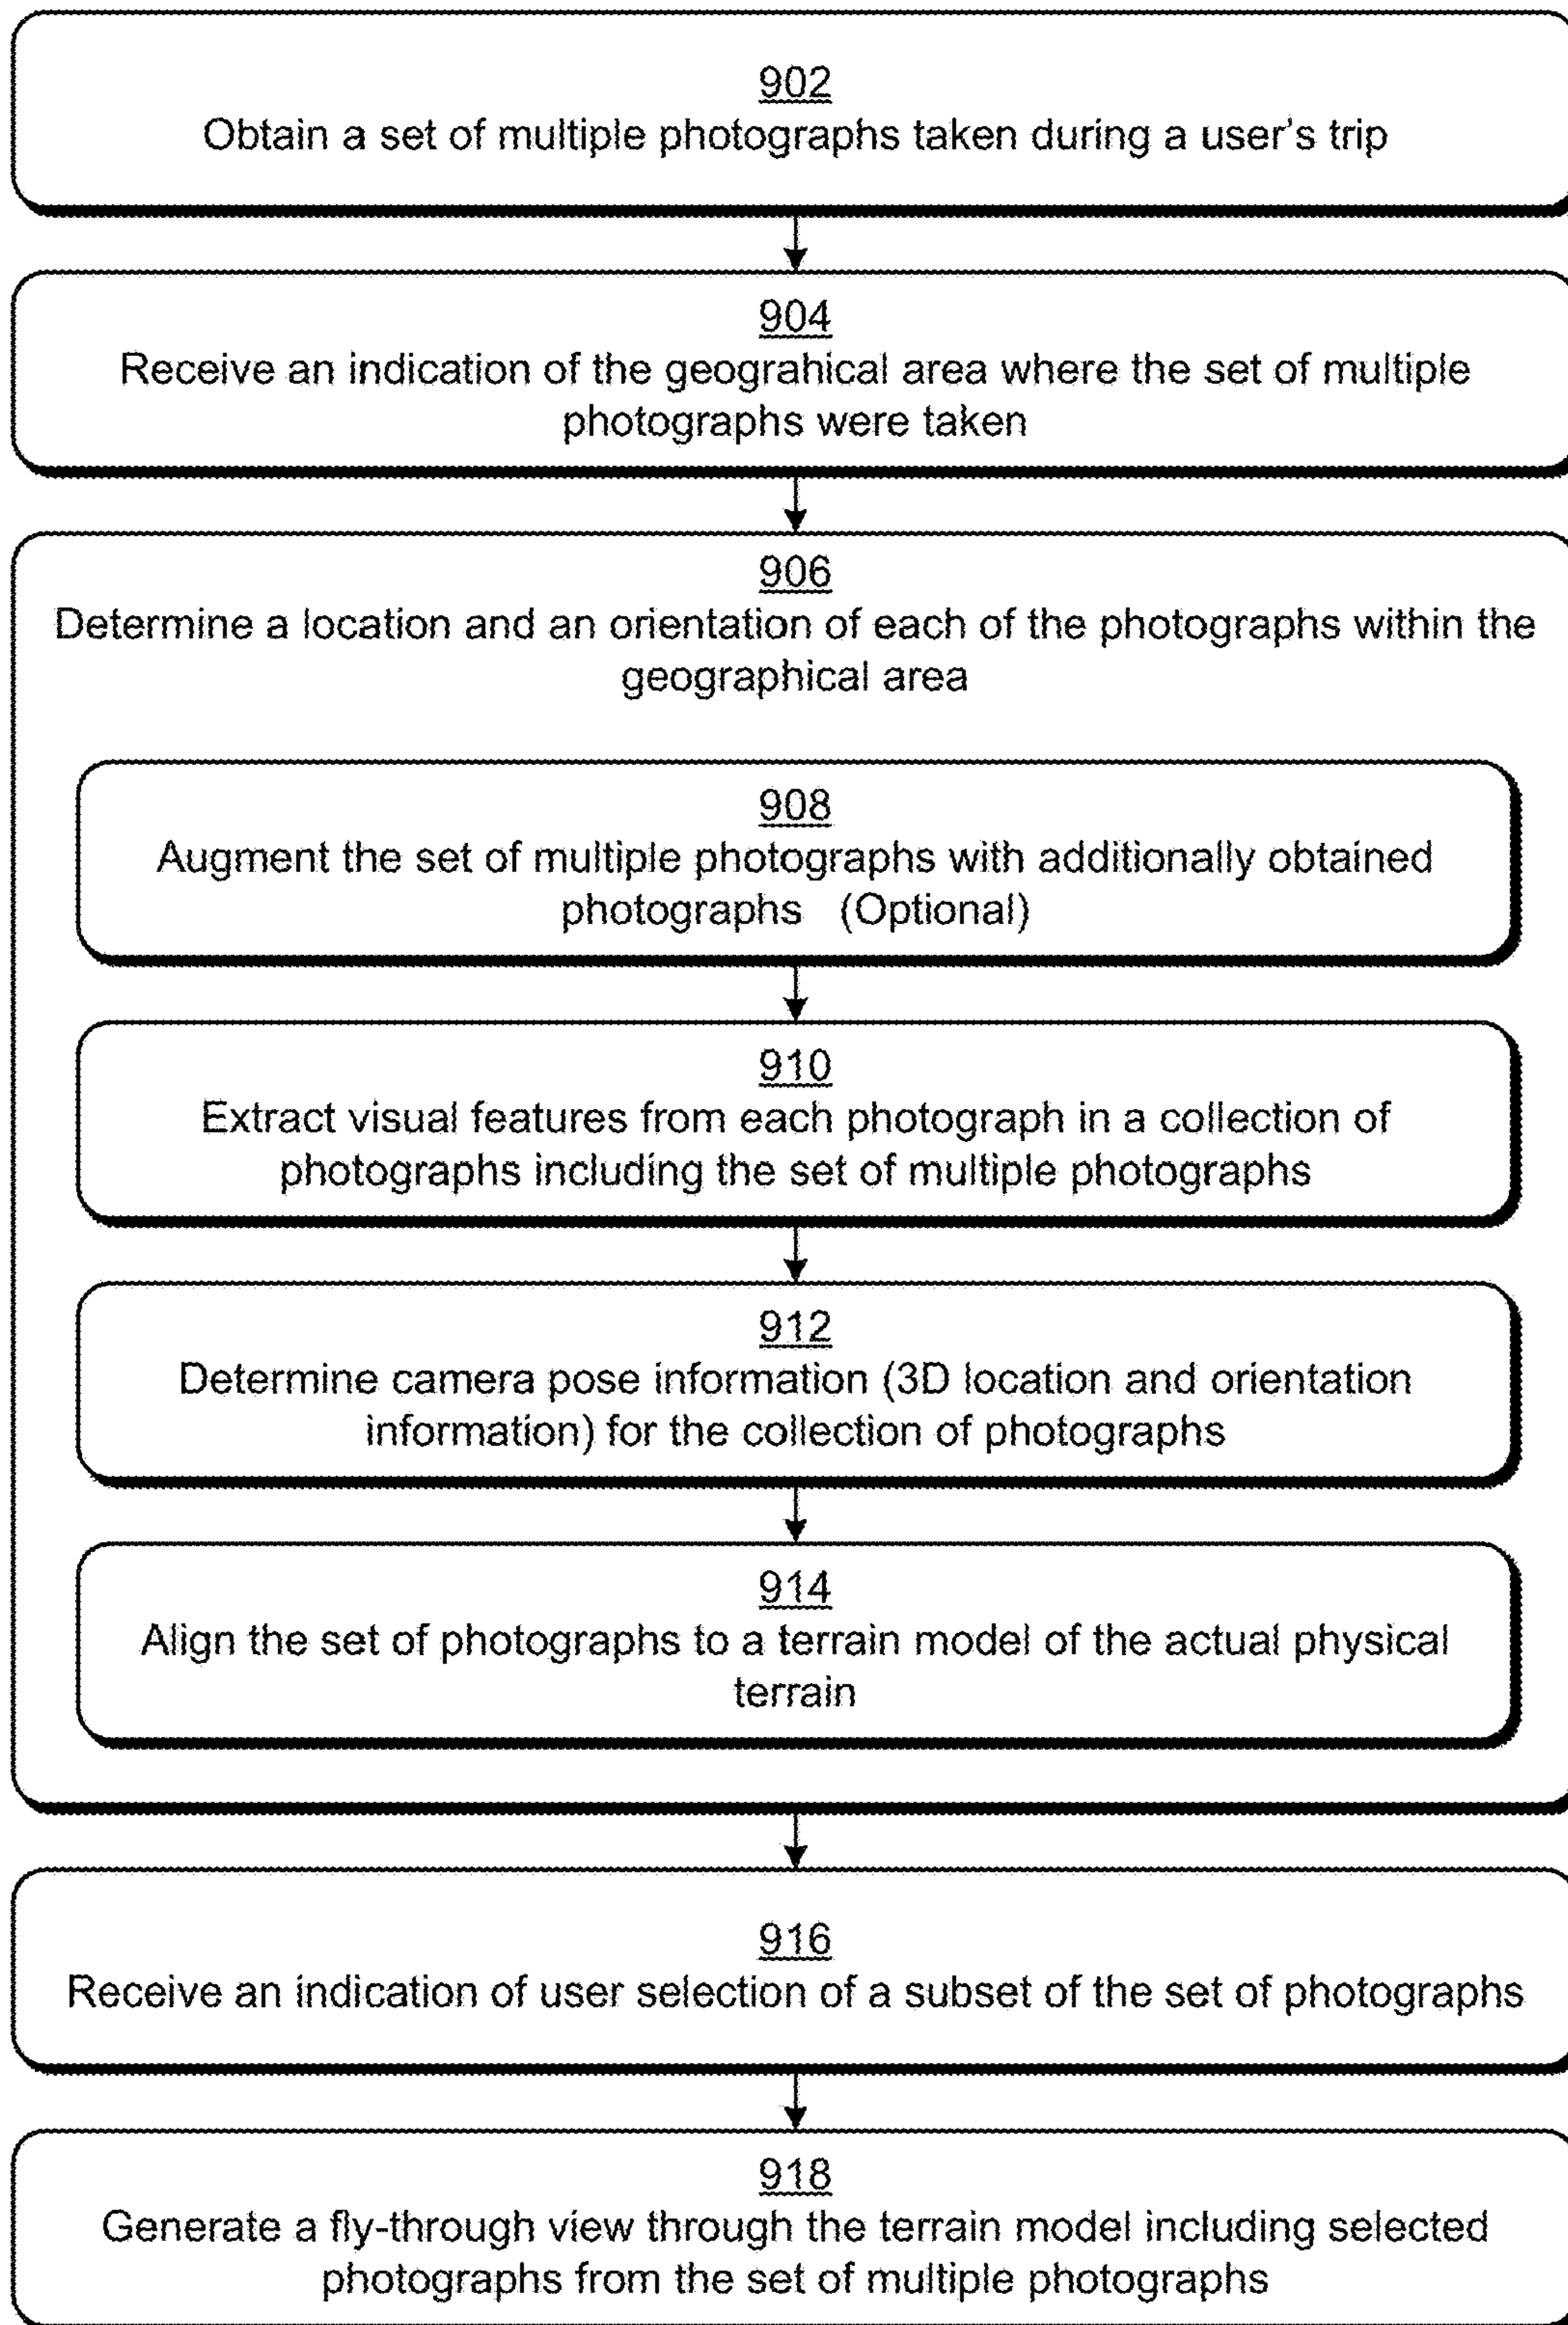 902
Obtain a set of multiple photographs taken during a user's trip
904
Receive an indication of the geograhical area where the set of multiple
photographs were taken
906
Determine a location and an orientation of each of the photographs within the
geographical area
908
Augment the set of multiple photographs with additionally obtained
photographs (Optional)
910
Extract visual features from each photograph in a collection of
photographs including the set of multiple photographs
912
Determine camera pose information (3D location and orientation
information) for the collection of photographs
914
Align the set of photographs to a terrain model of the actual physical
terrain
916
Receive an indication of user selection of a subset of the set of photographs
918
Generate a fly-through view through the terrain model including selected
photographs from the set of multiple photographs